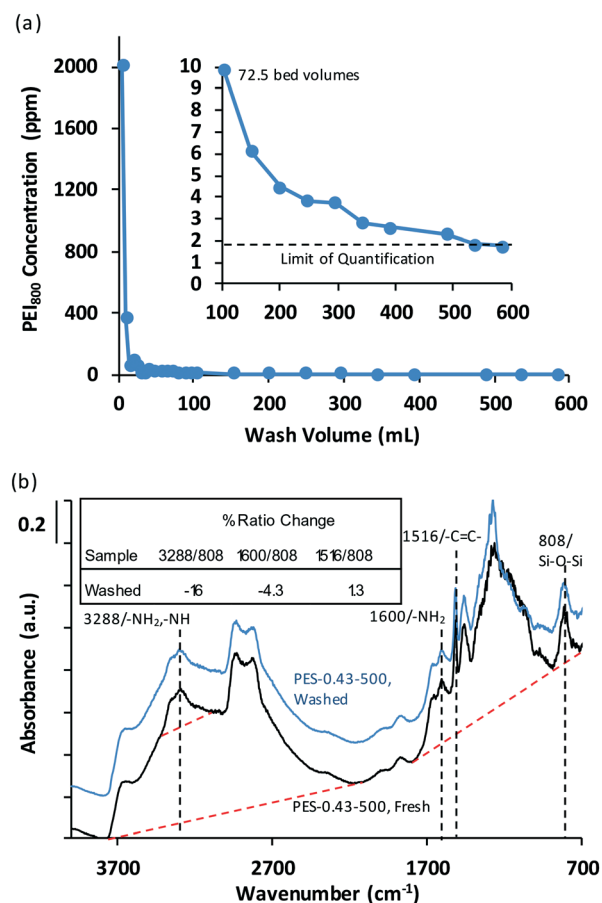 (a)
PEI800 Concentration (ppm)
2000
1600
1200
800
400
0
0 100 200 300 400 500 600
Wash Volume (mL)
10
9
8
7
6
5
4
3
2
1
0
72.5 bed volumes
Limit of Quantification
100 200 300 400 500 600
(b)
0.2
Absorbance (a.u.)
%Ratio Change
Sample 3288/808 1600/808 1516/808
Washed -16 -4.3 13
3288/-NH2,-NH
1516/-C=C-
808/
Si-O-Si
1600/-NH2
PES-0.43-500,
Washed
PES-0.43-500, Fresh
3700 2700 1700 700
Wavenumber (cm-1)